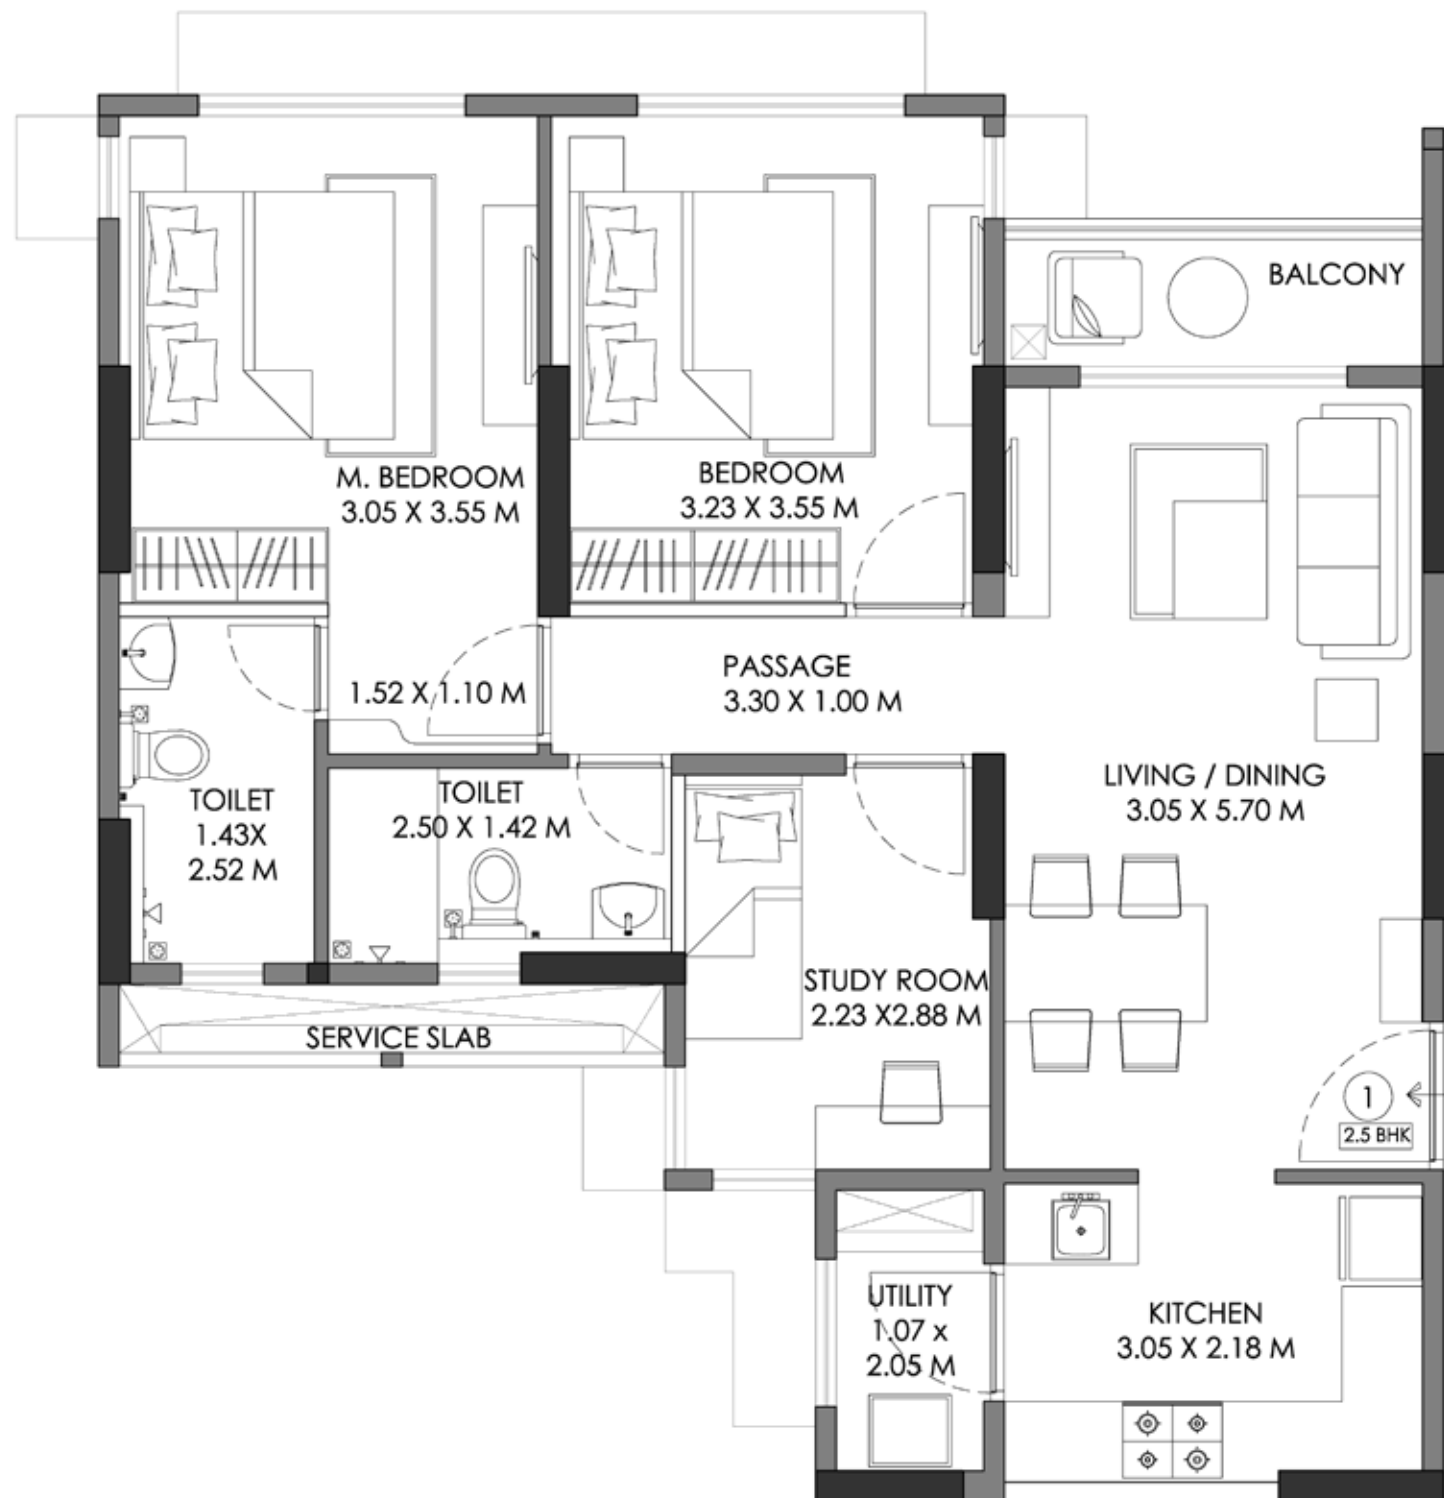 BALCONY
M. BEDROOM
3.05 X 3.55 M
BEDROOM
3.23 X 3.55 M
1.52 X 1.10 M
PASSAGE
3.30 X 1.00 M
TOILET
1.43X
2.52 M
TOILET
2.50 X 1.42 M
LIVING / DINING
3.05 X 5.70 M
STUDY ROOM
2.23 X2.88 M
SERVICE SLAB
1
2.5 BHK
UTILITY
1.07 x
2.05 M
KITCHEN
3.05 X 2.18 M